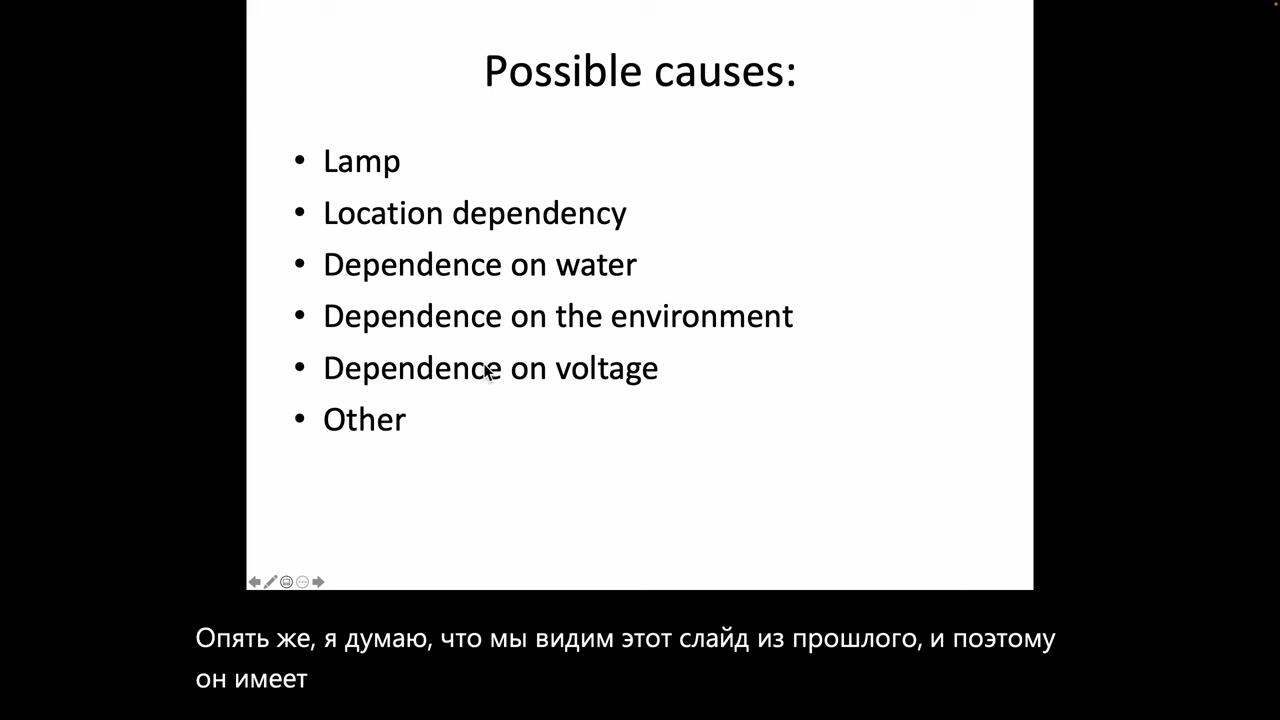 Possible causes:
• Lamp
• Location dependency
• Dependence on water
• Dependence on the environment
• Dependence on voltage
• Other
Опять же, я думаю, что мы видим этот слайд из прошлого, и поэтому
он имеет